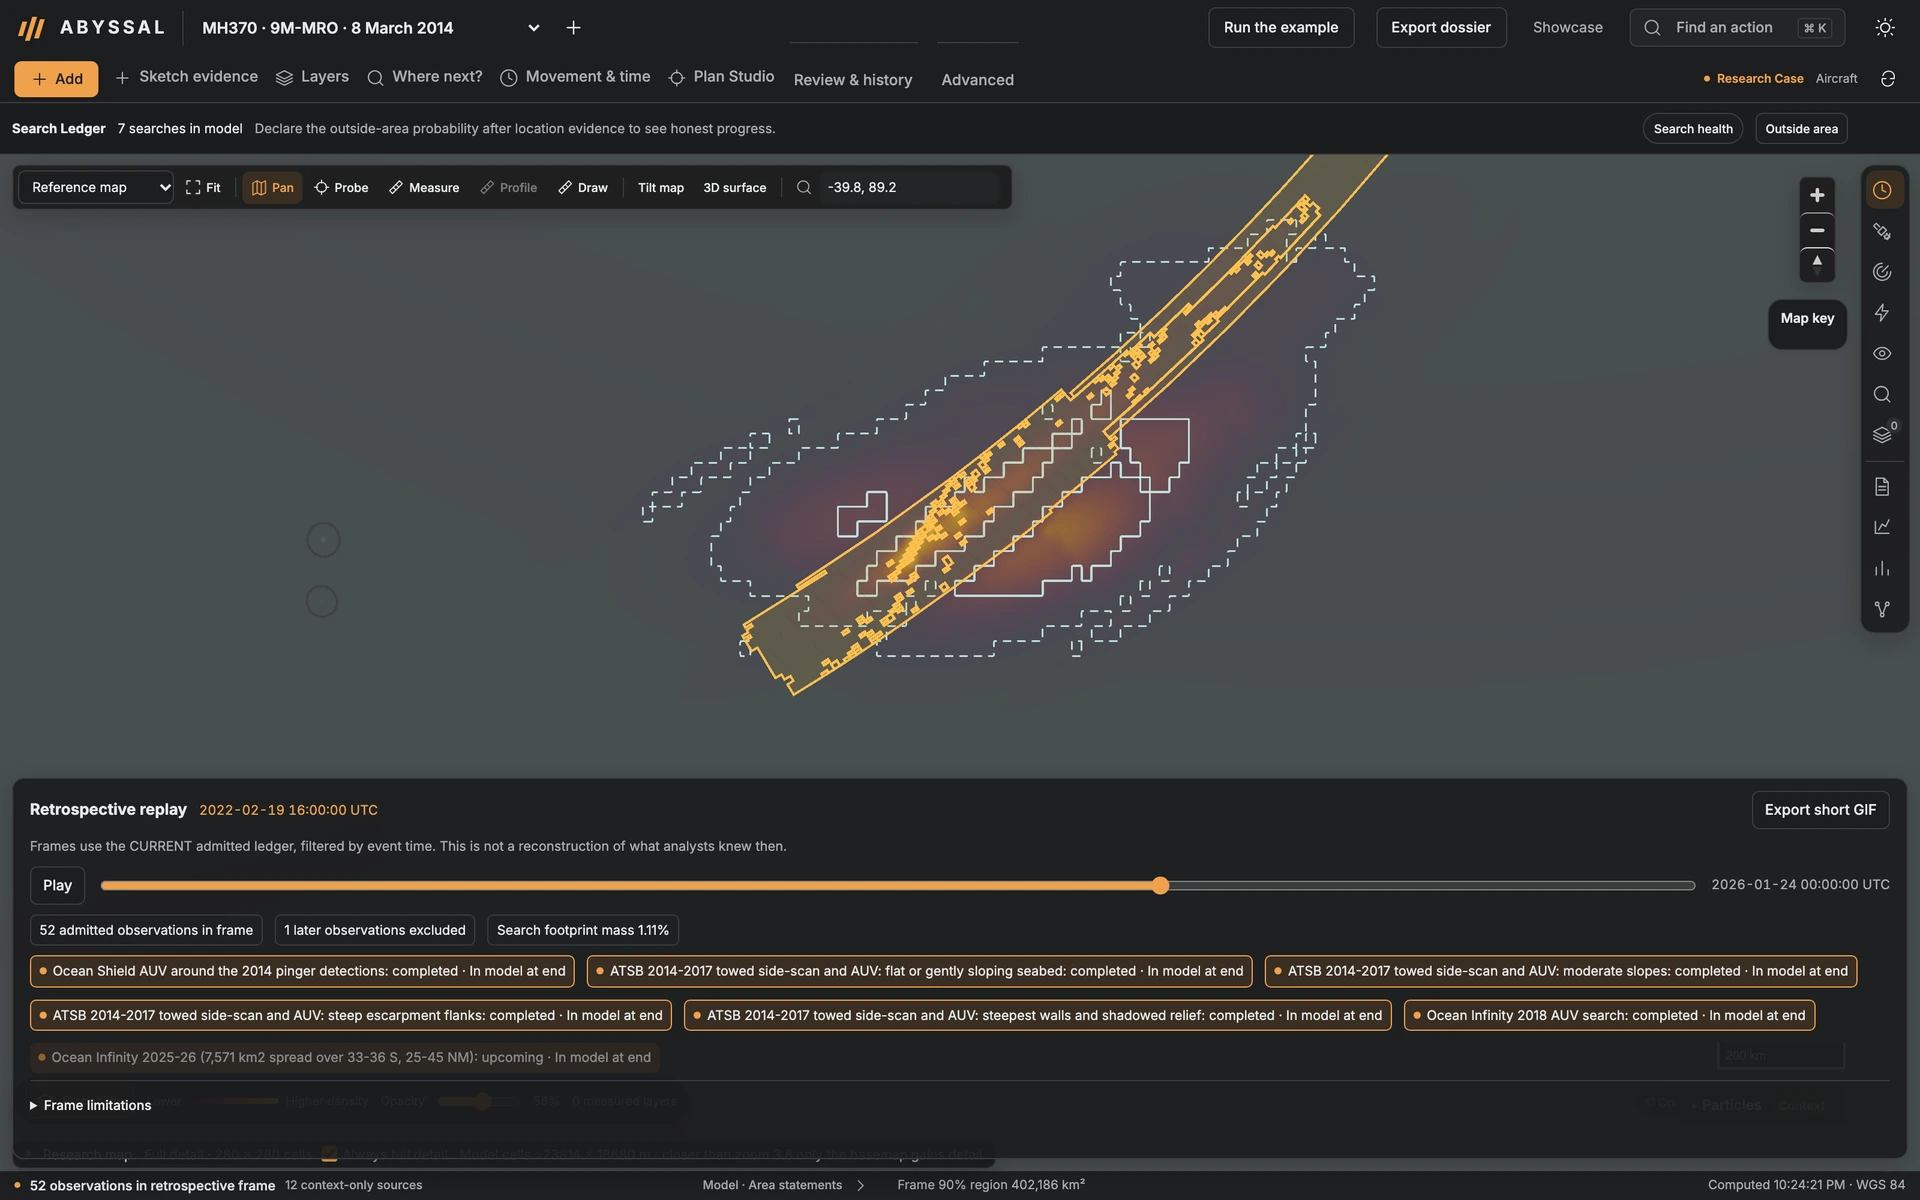 ABYSSAL
MH370 · 9M-MRO · 8 March 2014
Run the example
Export dossier
Showcase
Find an action
⌘ K
Add
Sketch evidence
Layers
Where next?
Movement & time
Plan Studio
Review & history
Advanced
Research Case
Aircraft
Search Ledger
7 searches in model
Declare the outside-area probability after location evidence to see honest progress.
Search health
Outside area
Reference map
Fit
Pan
Probe
Measure
Profile
Draw
Tilt map
3D surface
-39.8, 89.2
Map key
0
Retrospective replay
2022-02-19 16:00:00 UTC
Export short GIF
Frames use the CURRENT admitted ledger, filtered by event time. This is not a reconstruction of what analysts knew then.
Play
2026-01-24 00:00:00 UTC
52 admitted observations in frame
1 later observations excluded
Search footprint mass 1.11%
Ocean Shield AUV around the 2014 pinger detections: completed · In model at end
ATSB 2014-2017 towed side-scan and AUV: flat or gently sloping seabed: completed · In model at end
ATSB 2014-2017 towed side-scan and AUV: moderate slopes: completed · In model at end
ATSB 2014-2017 towed side-scan and AUV: steep escarpment flanks: completed · In model at end
ATSB 2014-2017 towed side-scan and AUV: steepest walls and shadowed relief: completed · In model at end
Ocean Infinity 2018 AUV search: completed · In model at end
Ocean Infinity 2025-26 (7,571 km2 spread over 33-36 S, 25-45 NM): upcoming · In model at end
200 km
Frame limitations
Higher density
Opacity
0 measured layers
Particles
Context
Research map
52 observations in retrospective frame
12 context-only sources
Model · Area statements
Frame 90% region 402,186 km²
Computed 10:24:21 PM · WGS 84